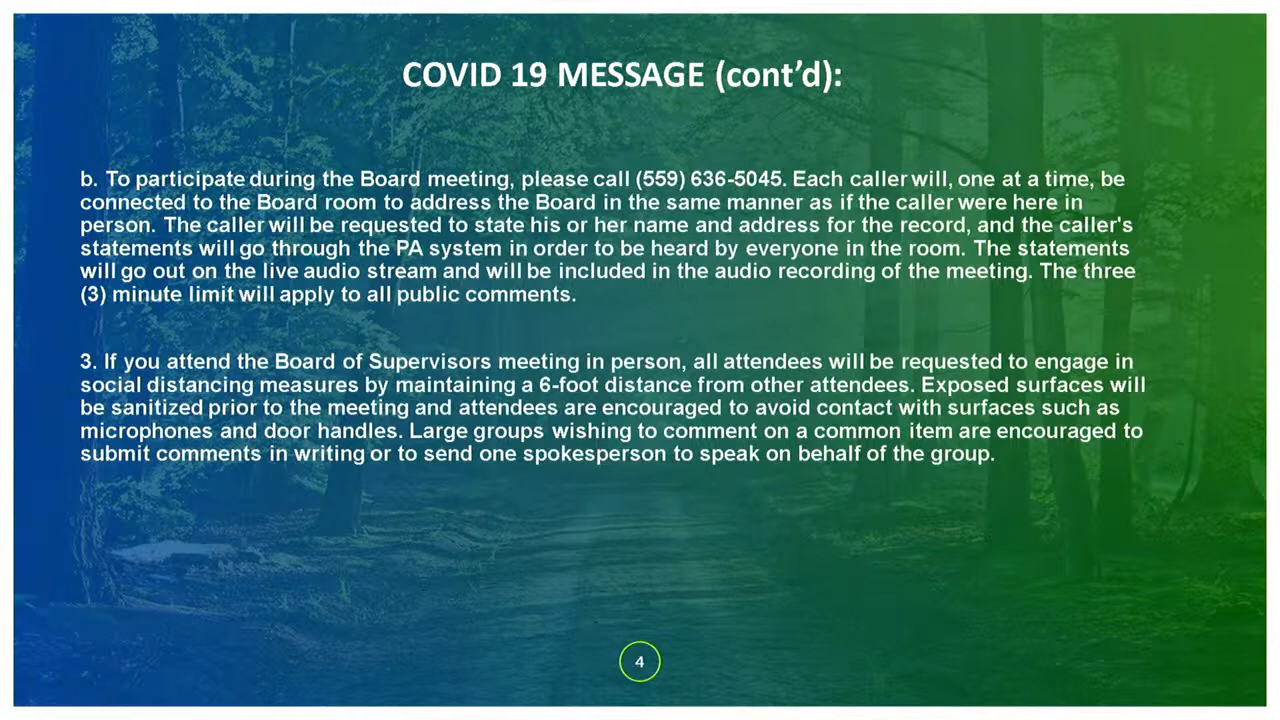 COVID 19 MESSAGE (cont’d):
b. To participate during the Board meeting, please call (559) 636-5045. Each caller will, one at a time, be
connected to the Board room to address the Board in the same manner as if the caller were here in
person. The caller will be requested to state his or her name and address for the record, and the caller's
statements will go through the PA system in order to be heard by everyone in the room. The statements
will go out on the live audio stream and will be included in the audio recording of the meeting. The three
(3) minute limit will apply to all public comments.
3. If you attend the Board of Supervisors meeting in person, all attendees will be requested to engage in
social distancing measures by maintaining a 6-foot distance from other attendees. Exposed surfaces will
be sanitized prior to the meeting and attendees are encouraged to avoid contact with surfaces such as
microphones and door handles. Large groups wishing to comment on a common item are encouraged to
submit comments in writing or to send one spokesperson to speak on behalf of the group.
4